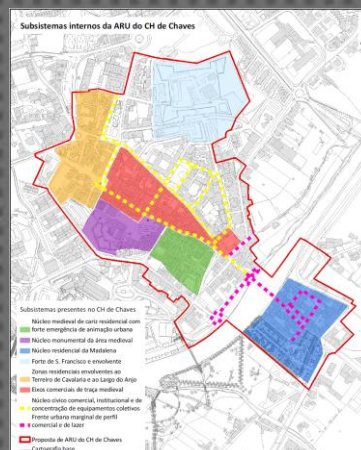 Subsistemas internos da ARU do CH de Chaves
Subsistemas presentes no CH de Chaves
Núcleo medieval de cariz residencial com
forte emergência de animação urbana
Núcleo monumental da área medieval
Núcleo residencial da Madalena
Forte de S. Francisco e envolvente
Zonas residenciais envolventes ao
Terreiro de Cavalaria e ao Largo do Anjo
Eixos comerciais de traça medieval
Núcleo cívico comercial, institucional e de
concentração de equipamentos coletivos
Frente urbana marginal de perfil
comercial e de lazer
Proposta de ARU do CH de Chaves
Cartografia base